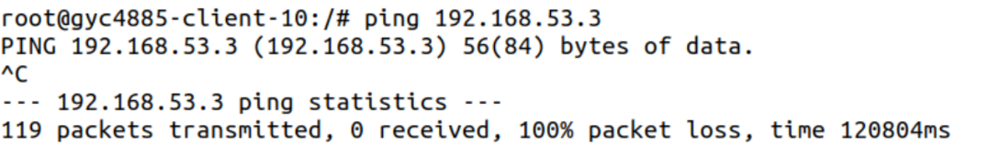 root@gyc4885-client-10:/# ping 192.168.53.3
PING 192.168.53.3 (192.168.53.3) 56(84) bytes of data.
^C
--- 192.168.53.3 ping statistics ---
119 packets transmitted, 0 received, 100% packet loss, time 120804ms